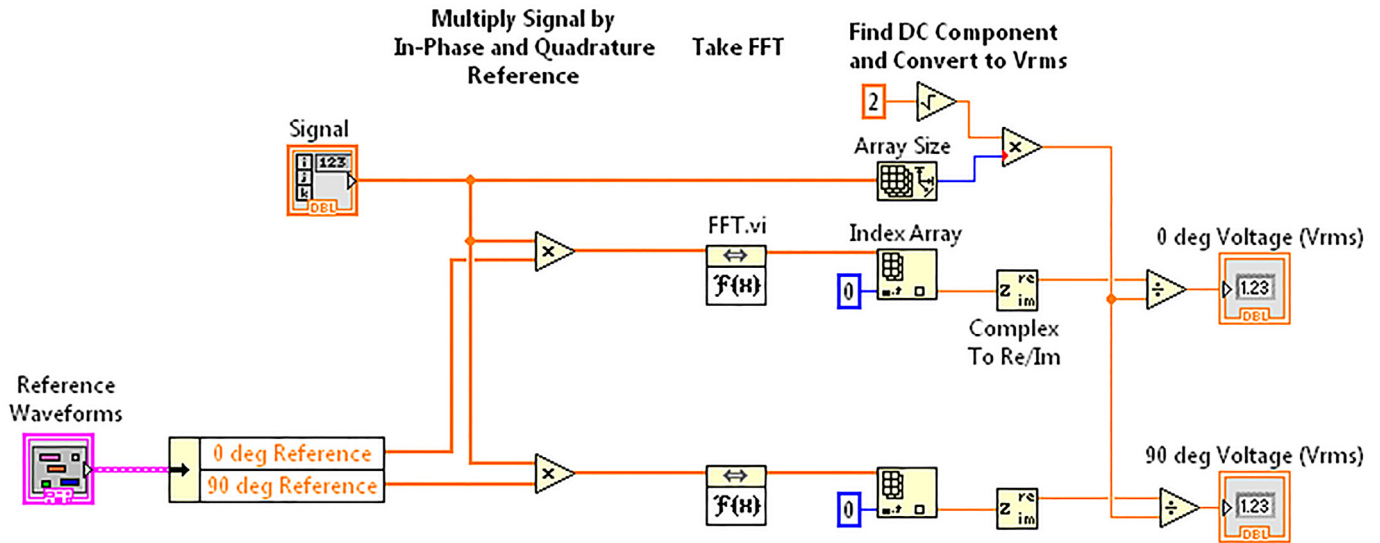 Multiply Signal by
In-Phase and Quadrature
Reference
Take FFT
Find DC Component
and Convert to Vrms
2
√
Signal
i
j
k
123
DBL
Array Size
×
FFT.vi
Index Array
×
F{x}
0
z
re
im
÷
0 deg Voltage (Vrms)
1.23
DBL
Complex
To Re/Im
Reference
Waveforms
0 deg Reference
90 deg Reference
×
F{x}
0
z
re
im
÷
90 deg Voltage (Vrms)
1.23
DBL